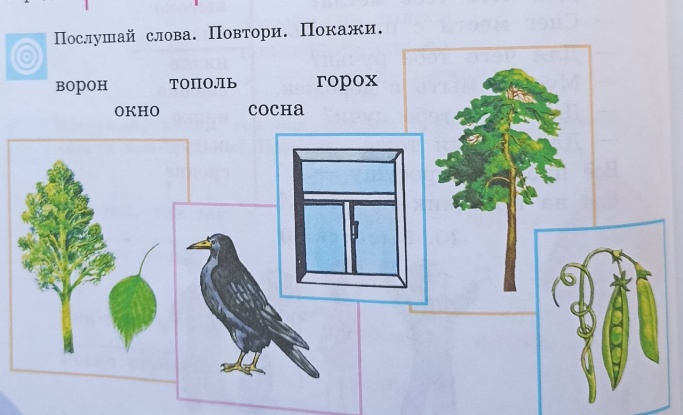 Послушай слова. Повтори. Покажи.
ворон тополь горох
окно сосна